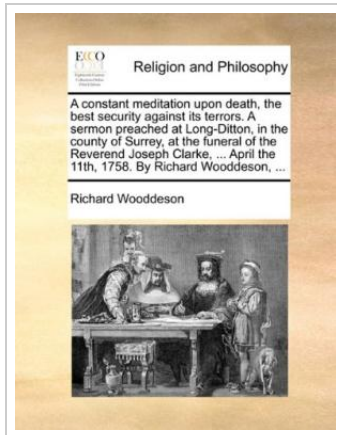 ECCO
Religion and Philosophy
A constant meditation upon death, the
best security against its terrors. A
sermon preached at Long-Ditton, in the
county of Surrey, at the funeral of the
Reverend Joseph Clarke, ... April the
11th, 1758. By Richard Wooddeson, ...
Richard Wooddeson